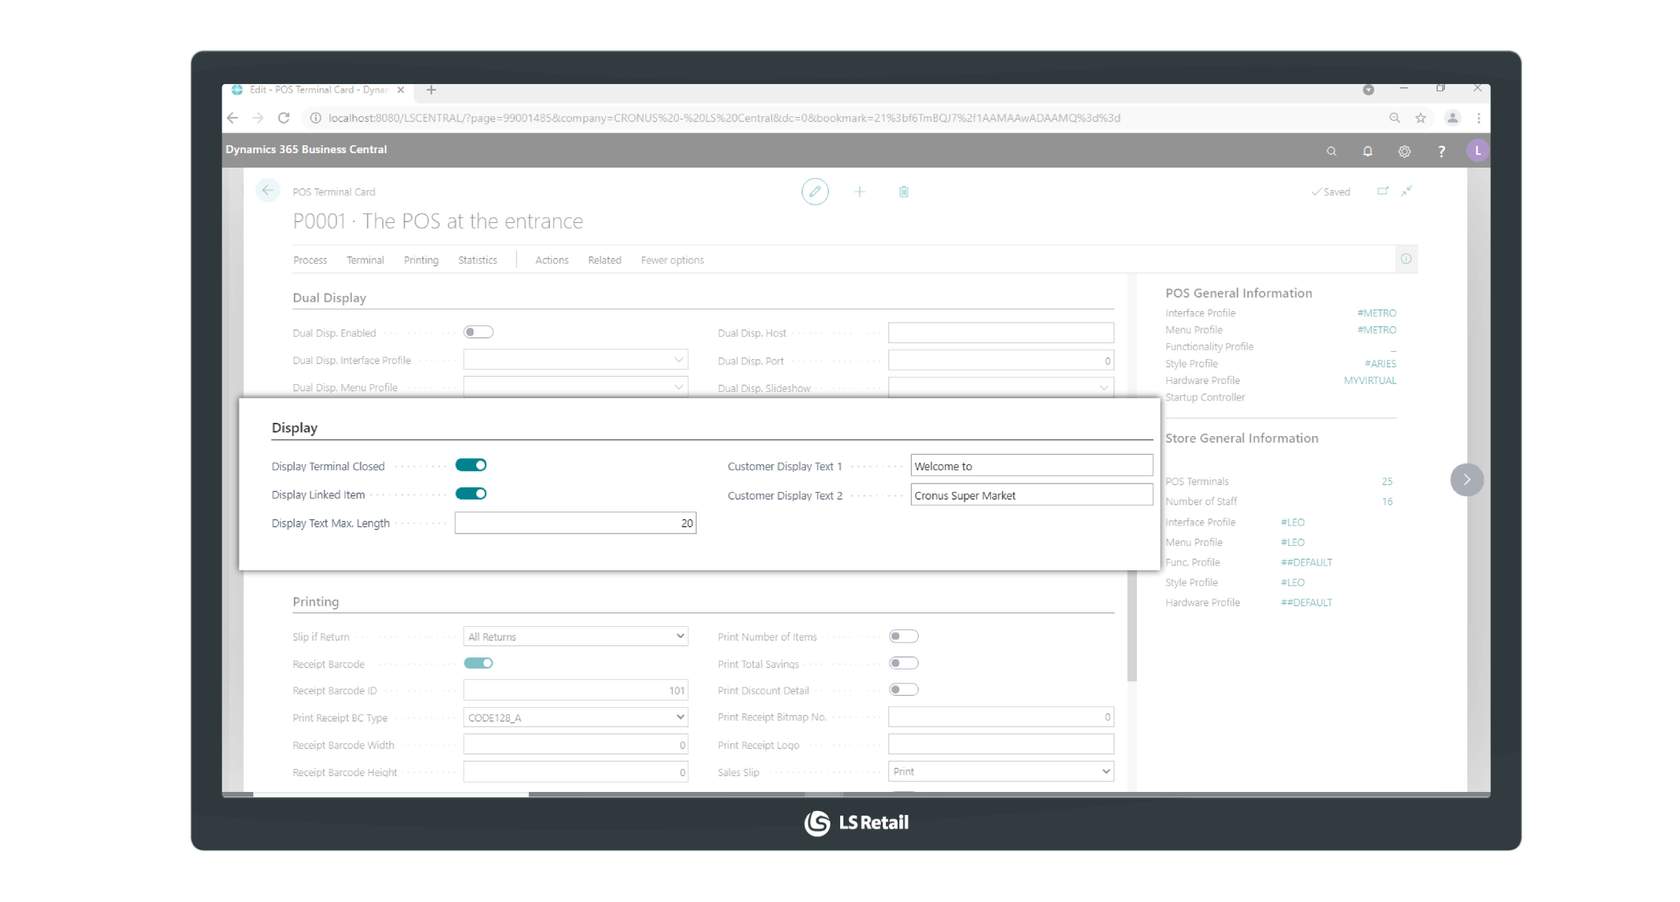 Edit - POS Terminal Card - Dynar
localhost:8080/LSCENTRAL/?page=99001485&company=CRONUS%20-%20LS%20Central&dc=0&bookmark=21%3bf6TmBQJ7%2f1AAMAAwADAAMQ%3d%3d
Dynamics 365 Business Central
L
POS Terminal Card
Saved
P0001 · The POS at the entrance
Process Terminal Printing Statistics Actions Related Fewer options
Dual Display
Dual Disp. Enabled
Dual Disp. Host
Dual Disp. Interface Profile
Dual Disp. Port 0
Dual Disp. Menu Profile
Dual Disp. Slideshow
Display
Display Terminal Closed
Customer Display Text 1 Welcome to
Display Linked Item
Customer Display Text 2 Cronus Super Market
Display Text Max. Length 20
Printing
Slip if Return All Returns
Print Number of Items
Receipt Barcode
Print Total Savings
Receipt Barcode ID 101
Print Discount Detail
Print Receipt BC Type CODE128_A
Print Receipt Bitmap No. 0
Receipt Barcode Width 0
Print Receipt Logo
Receipt Barcode Height 0
Sales Slip Print
POS General Information
Interface Profile #METRO
Menu Profile #METRO
Functionality Profile _
Style Profile #ARIES
Hardware Profile MYVIRTUAL
Startup Controller
Store General Information
POS Terminals 25
Number of Staff 16
Interface Profile #LEO
Menu Profile #LEO
Func. Profile ##DEFAULT
Style Profile #LEO
Hardware Profile ##DEFAULT
LS Retail